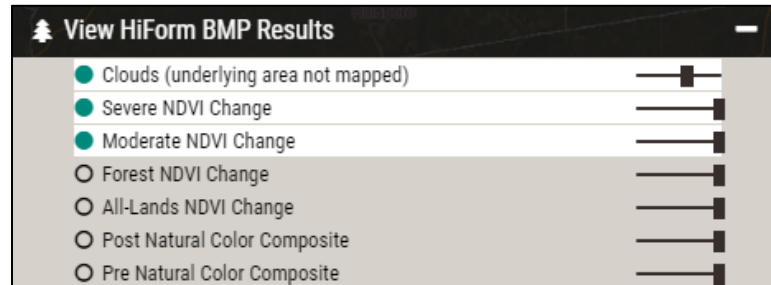 View HiForm BMP Results
Clouds (underlying area not mapped)
Severe NDVI Change
Moderate NDVI Change
Forest NDVI Change
All-Lands NDVI Change
Post Natural Color Composite
Pre Natural Color Composite